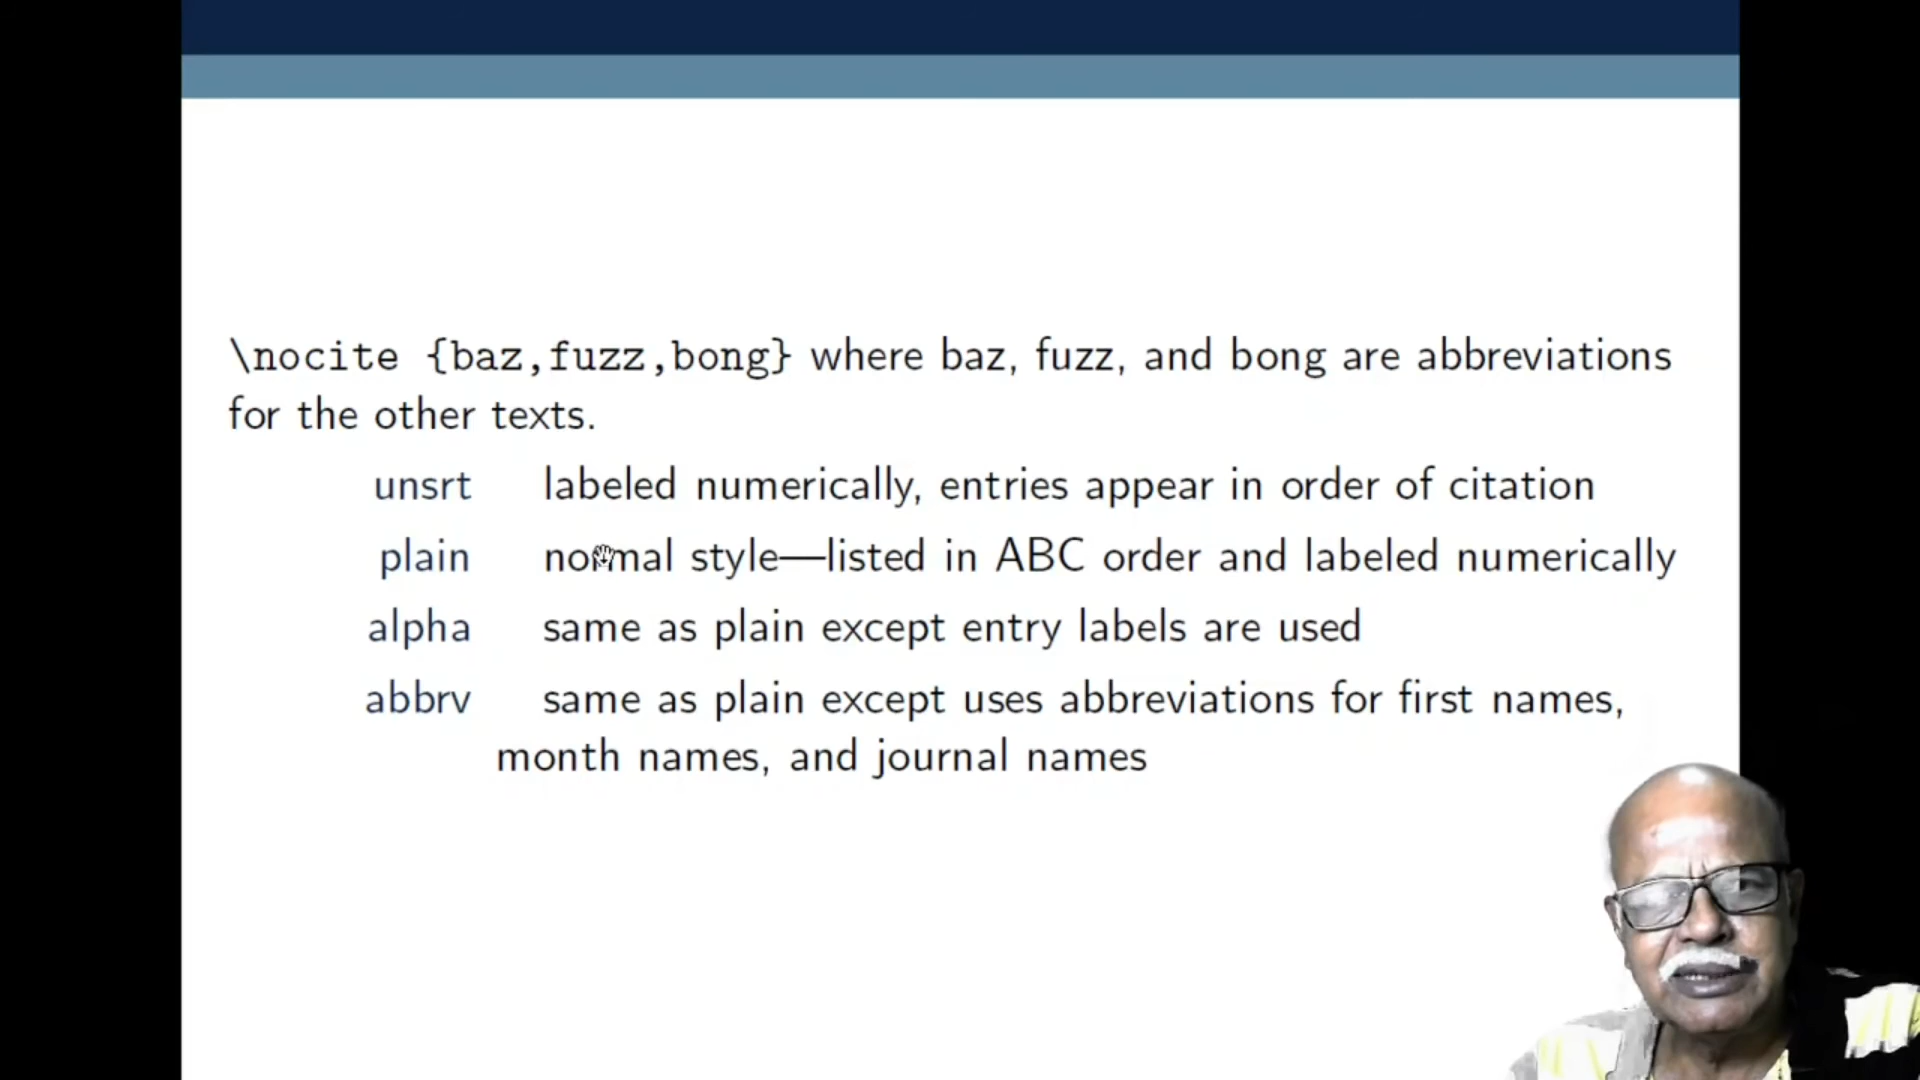 \nocite {baz,fuzz,bong} where baz, fuzz, and bong are abbreviations
for the other texts.
unsrt labeled numerically, entries appear in order of citation
plain normal style—listed in ABC order and labeled numerically
alpha same as plain except entry labels are used
abbrv same as plain except uses abbreviations for first names,
month names, and journal names